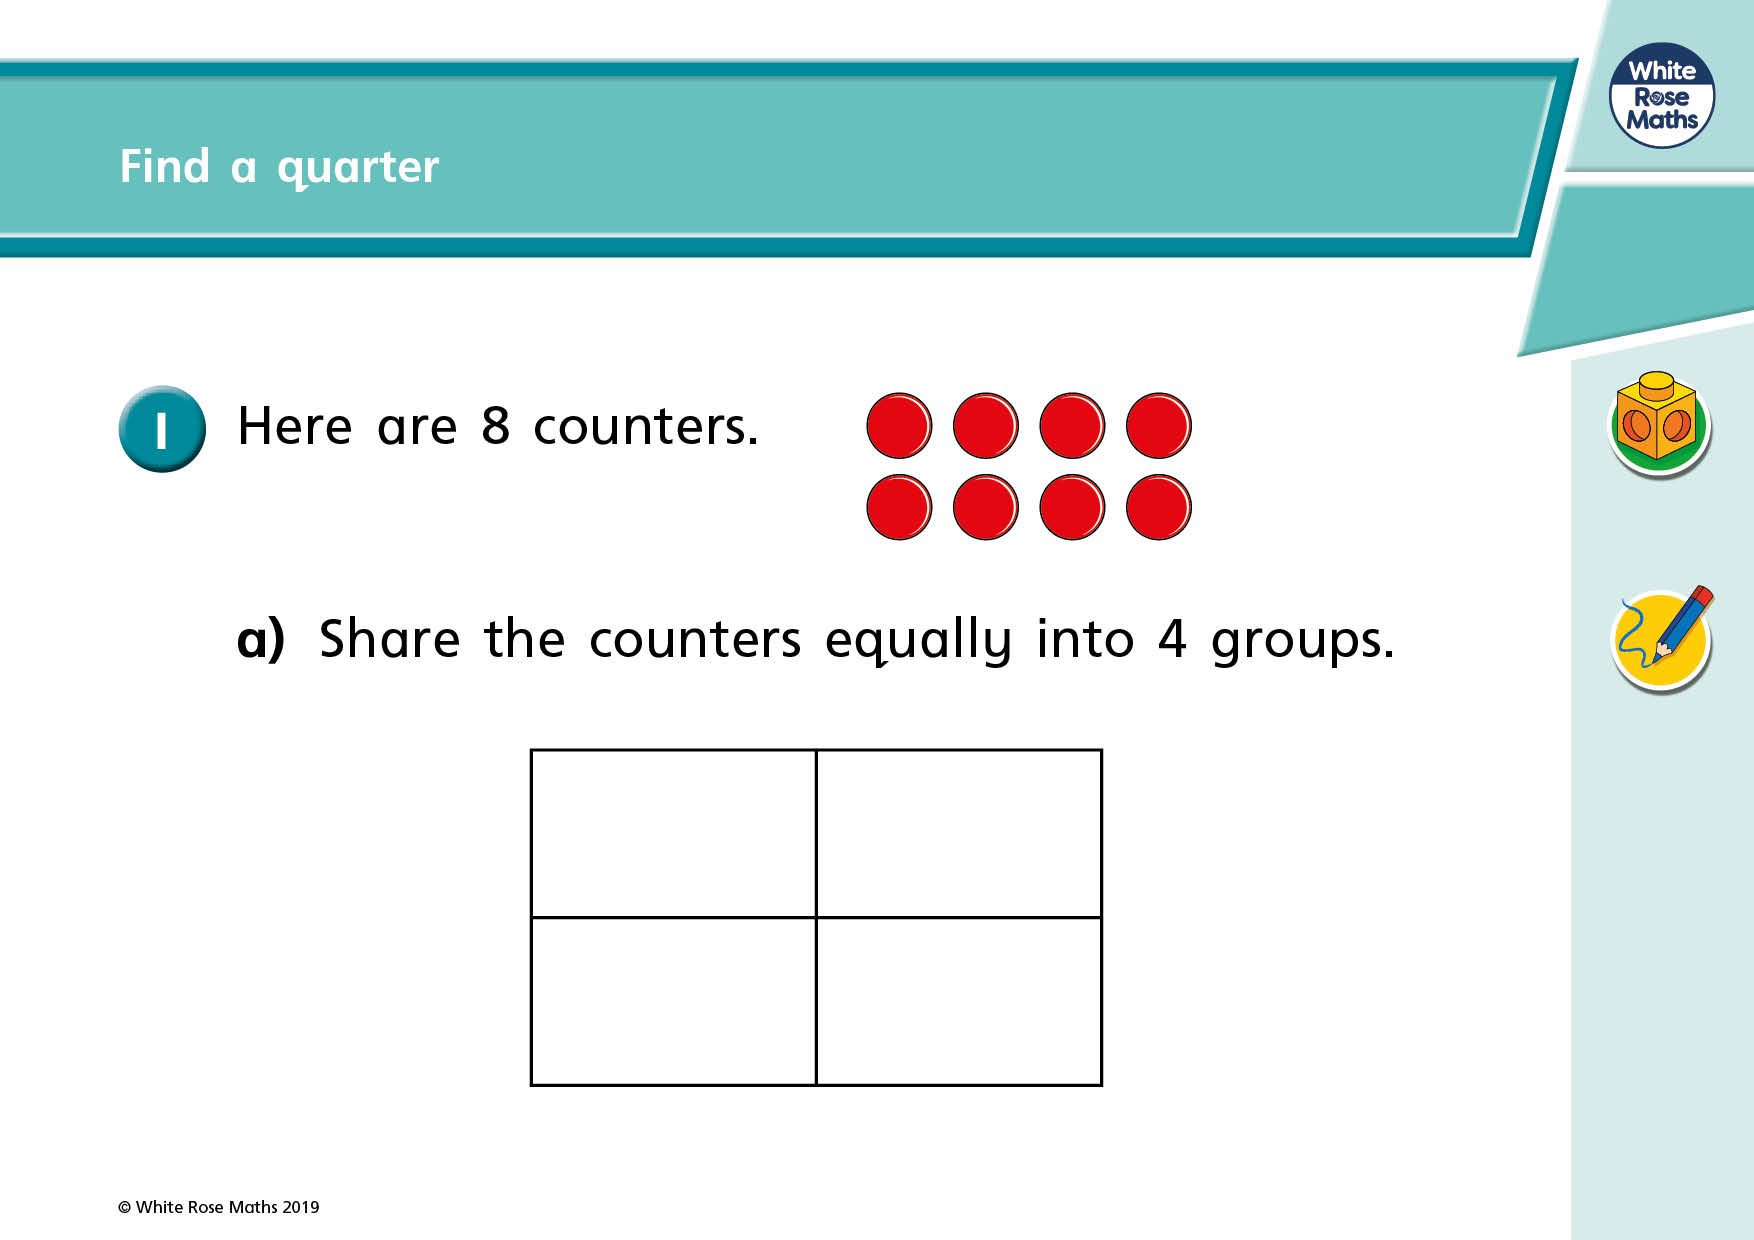 White
Rose
Maths
Find a quarter
1 Here are 8 counters.
a) Share the counters equally into 4 groups.
© White Rose Maths 2019